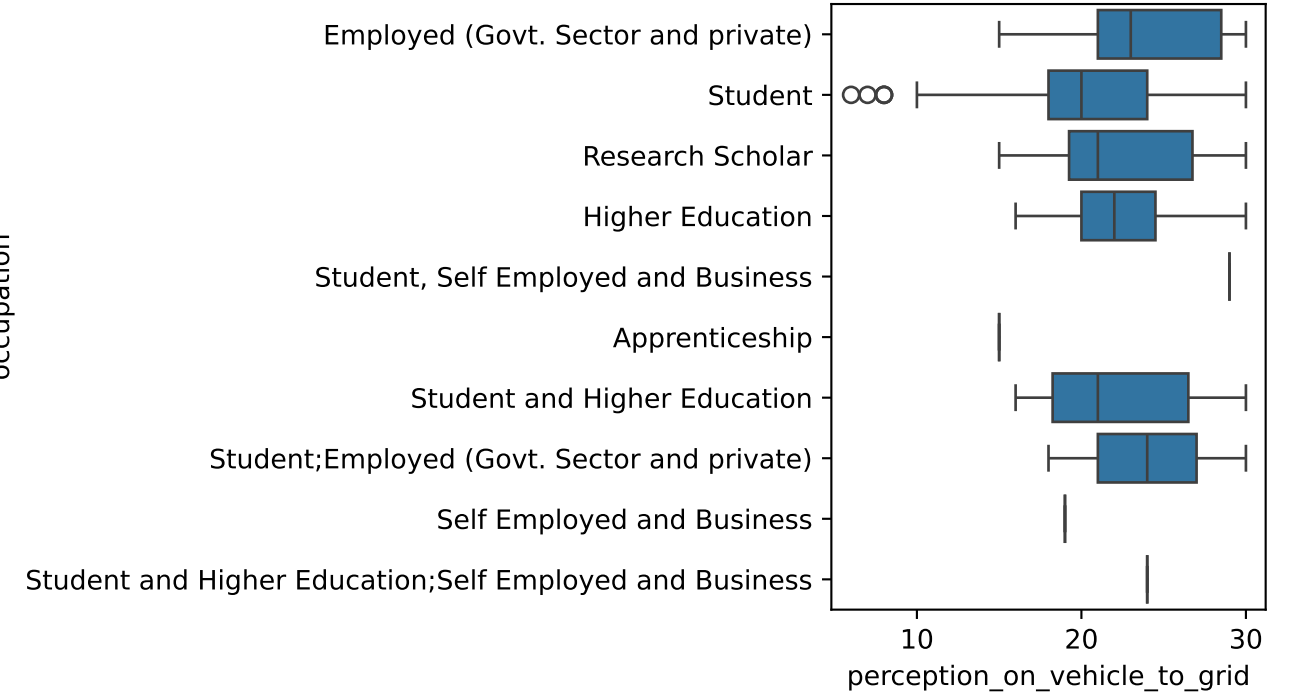 Employed (Govt. Sector and private)
Student
Research Scholar
Higher Education
Student, Self Employed and Business
Apprenticeship
Student and Higher Education
Student;Employed (Govt. Sector and private)
Self Employed and Business
Student and Higher Education;Self Employed and Business
occupation
10 20 30
perception_on_vehicle_to_grid